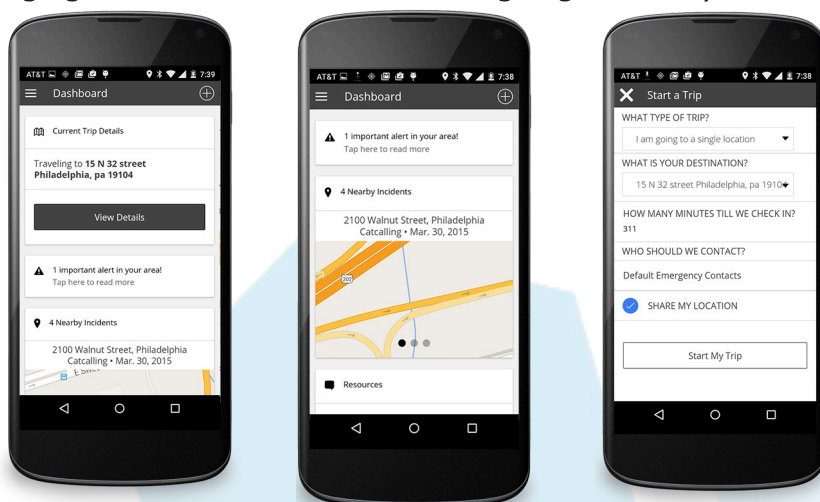 AT&T 7:39
Dashboard
Current Trip Details
Traveling to 15 N 32 street
Philadelphia, pa 19104
View Details
1 important alert in your area!
Tap here to read more
4 Nearby Incidents
2100 Walnut Street, Philadelphia
Catcalling • Mar. 30, 2015
AT&T 7:38
Dashboard
1 important alert in your area!
Tap here to read more
4 Nearby Incidents
2100 Walnut Street, Philadelphia
Catcalling • Mar. 30, 2015
202
Resources
AT&T 7:38
Start a Trip
WHAT TYPE OF TRIP?
I am going to a single location
WHAT IS YOUR DESTINATION?
15 N 32 street Philadelphia, pa 1910
HOW MANY MINUTES TILL WE CHECK IN?
311
WHO SHOULD WE CONTACT?
Default Emergency Contacts
SHARE MY LOCATION
Start My Trip